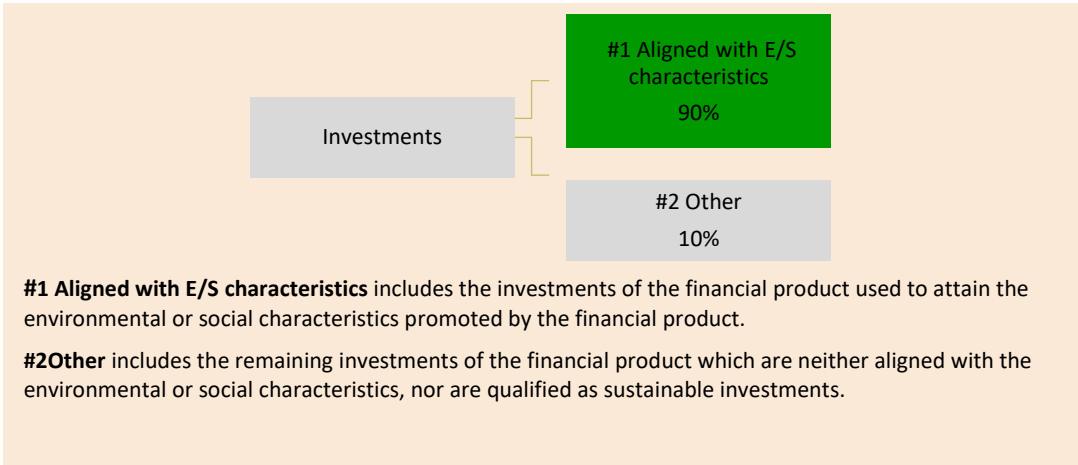 #1 Aligned with E/S
characteristics
90%
Investments
#2 Other
10%
#1 Aligned with E/S characteristics includes the investments of the financial product used to attain the
environmental or social characteristics promoted by the financial product.
#2Other includes the remaining investments of the financial product which are neither aligned with the
environmental or social characteristics, nor are qualified as sustainable investments.